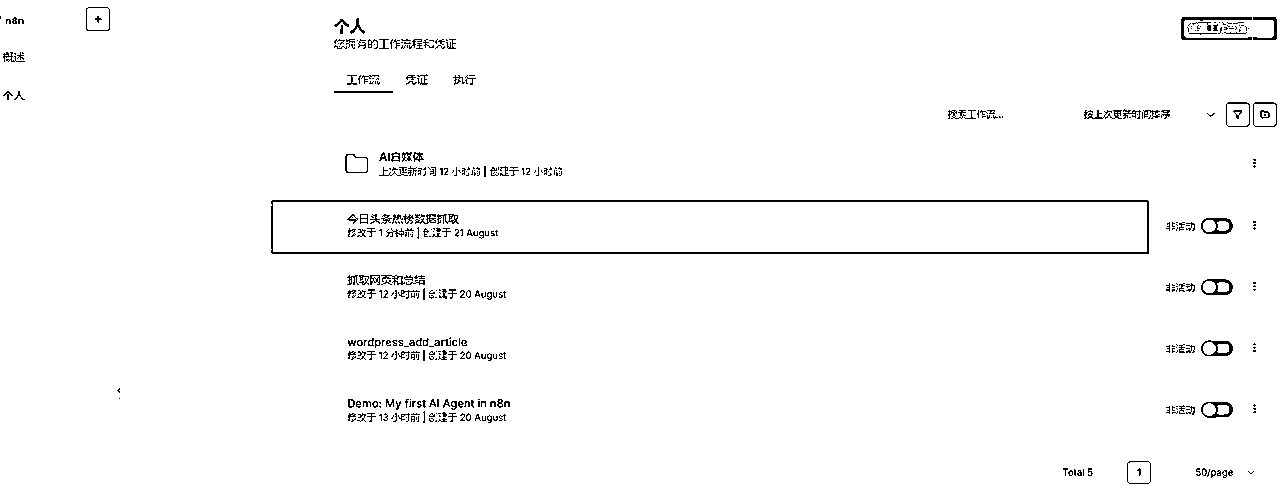 n8n
+
概述
个人
个人
您拥有的工作流程和凭证
工作流 凭证 执行
搜索工作流... 按上次更新时间排序
AI自媒体
上次更新时间 12 小时前 | 创建于 12 小时前
今日头条热榜数据抓取
修改于 1 分钟前 | 创建于 21 August
非活动
抓取网页和总结
修改于 12 小时前 | 创建于 20 August
非活动
wordpress_add_article
修改于 12 小时前 | 创建于 20 August
非活动
Demo: My first AI Agent in n8n
修改于 13 小时前 | 创建于 20 August
非活动
Total 5 1 50/page